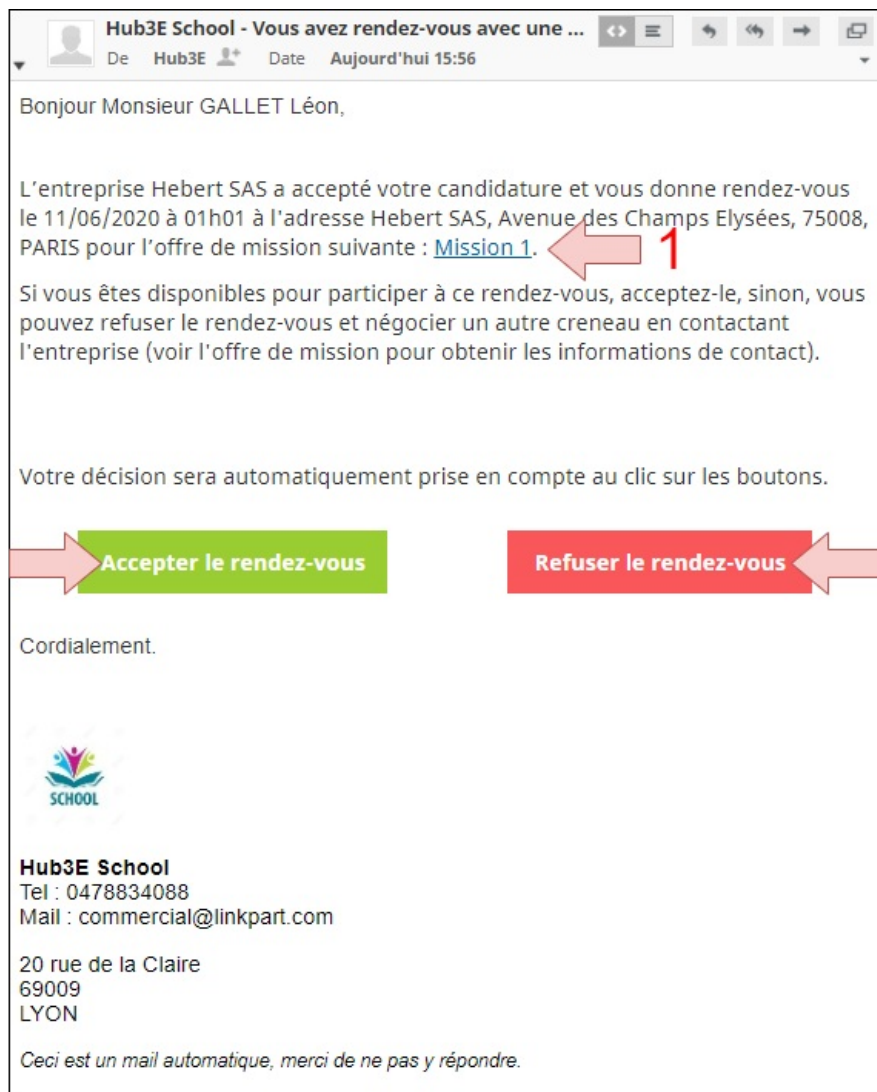 Hub3E School - Vous avez rendez-vous avec une ...
De Hub3E Date Aujourd'hui 15:56
Bonjour Monsieur GALLET Léon,
L'entreprise Hebert SAS a accepté votre candidature et vous donne rendez-vous
le 11/06/2020 à 01h01 à l'adresse Hebert SAS, Avenue des Champs Elysées, 75008,
PARIS pour l'offre de mission suivante : Mission 1.
1
Si vous êtes disponibles pour participer à ce rendez-vous, acceptez-le, sinon, vous
pouvez refuser le rendez-vous et négocier un autre creneau en contactant
l'entreprise (voir l'offre de mission pour obtenir les informations de contact).
Votre décision sera automatiquement prise en compte au clic sur les boutons.
Accepter le rendez-vous
Refuser le rendez-vous
Cordialement.
SCHOOL
Hub3E School
Tel : 0478834088
Mail : commercial@linkpart.com
20 rue de la Claire
69009
LYON
Ceci est un mail automatique, merci de ne pas y répondre.